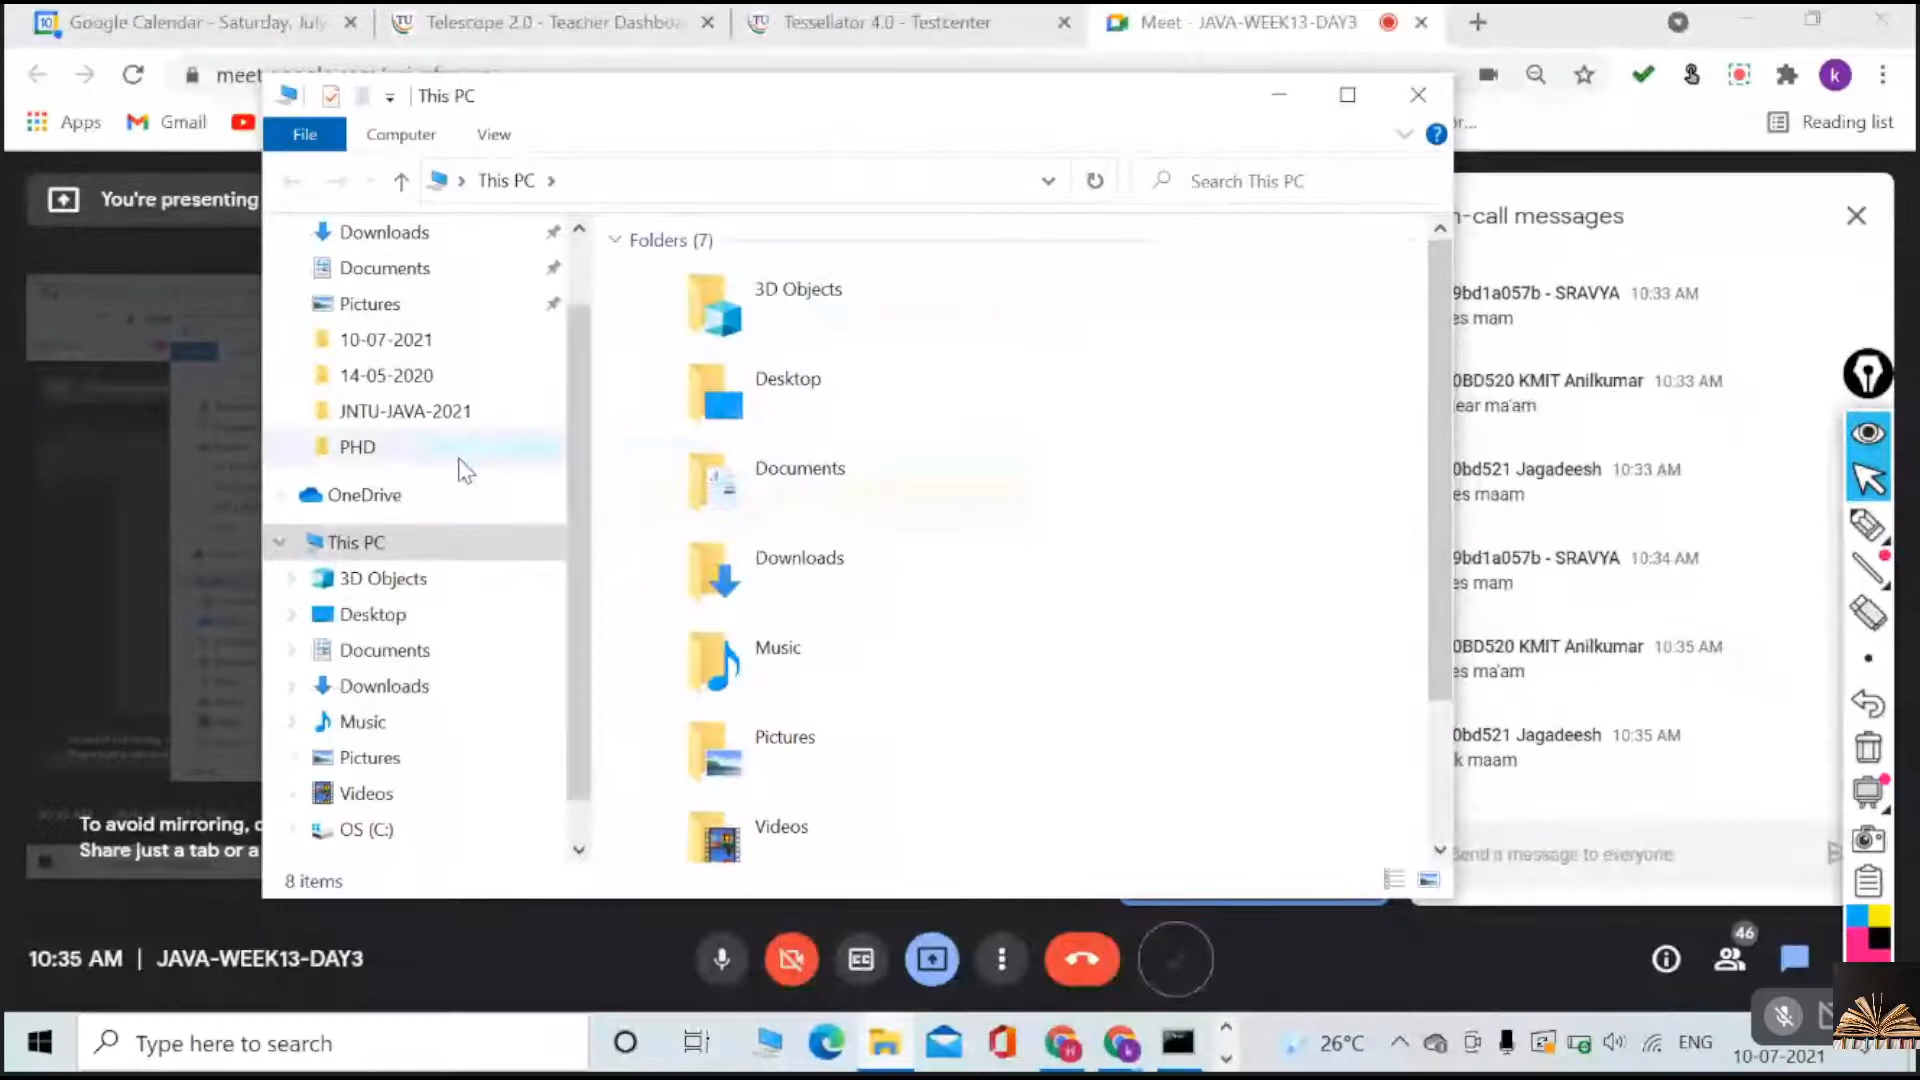 Google Calendar - Saturday, July
Telescope 2.0 - Teacher Dashboa
Tessellator 4.0 - Testcenter
Meet - JAVA-WEEK13-DAY3
k
Apps
Gmail
Reading list
This PC
File
Computer
View
This PC
Search This PC
You're presenting
Downloads
Documents
Pictures
10-07-2021
14-05-2020
JNTU-JAVA-2021
PHD
OneDrive
This PC
3D Objects
Desktop
Documents
Downloads
Music
Pictures
Videos
OS (C:)
Folders (7)
3D Objects
Desktop
Documents
Downloads
Music
Pictures
Videos
8 items
n-call messages
9bd1a057b - SRAVYA 10:33 AM
es mam
0BD520 KMIT Anilkumar 10:33 AM
ear ma'am
0bd521 Jagadeesh 10:33 AM
es maam
9bd1a057b - SRAVYA 10:34 AM
es mam
0BD520 KMIT Anilkumar 10:35 AM
es ma'am
0bd521 Jagadeesh 10:35 AM
k maam
Send a message to everyone
To avoid mirroring, d
Share just a tab or a
10:35 AM | JAVA-WEEK13-DAY3
46
Type here to search
26°C
ENG
10-07-2021